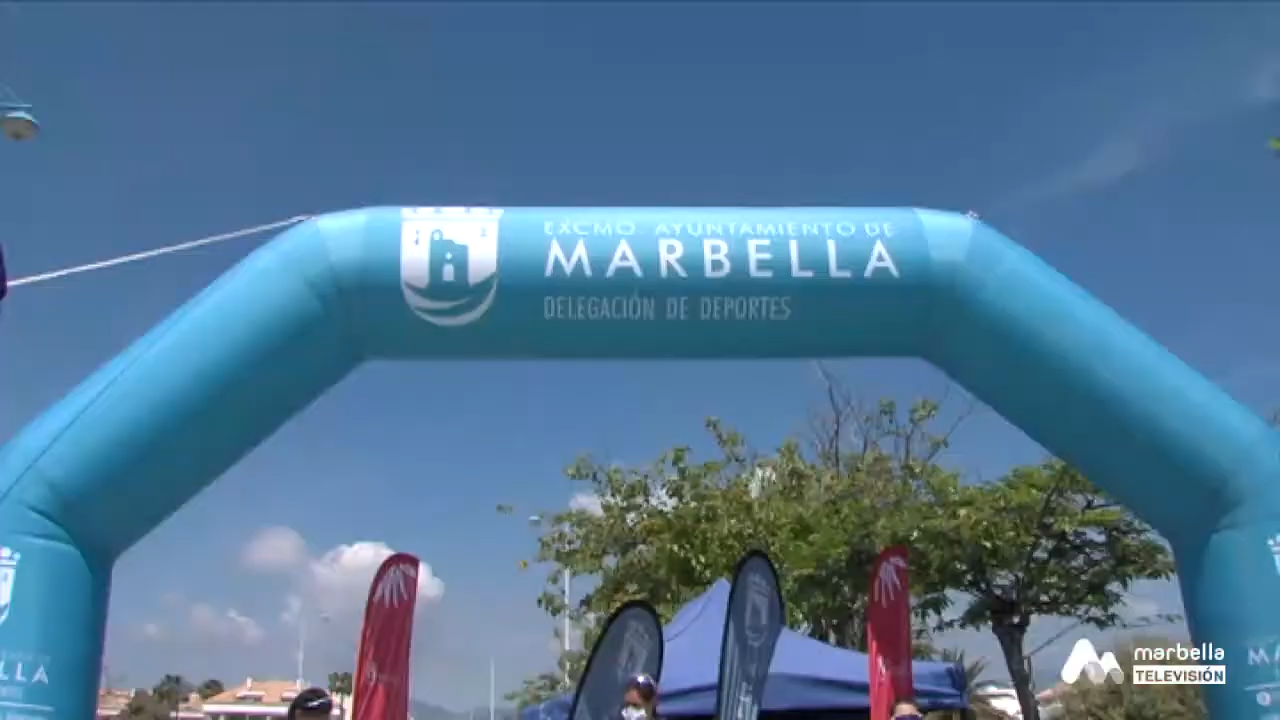 EXCMO. AYUNTAMIENTO DE
MARBELLA
DELEGACIÓN DE DEPORTES
marbella
TELEVISIÓN